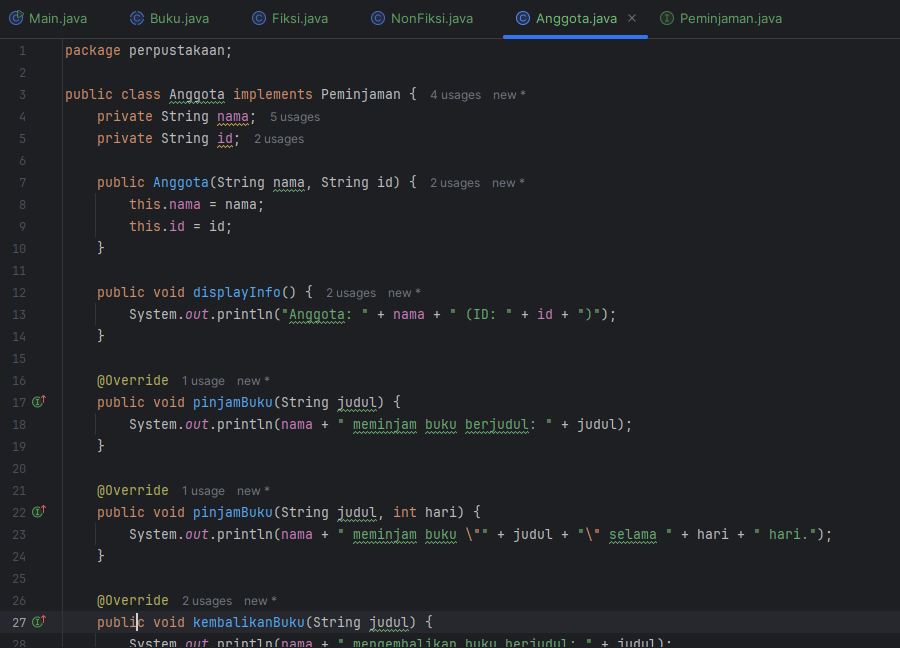 Main.java Buku.java Fiksi.java NonFiksi.java Anggota.java × Peminjaman.java
1 package perpustakaan;
2
3 public class Anggota implements Peminjaman { 4 usages new *
4 private String nama; 5 usages
5 private String id; 2 usages
6
7 public Anggota(String nama, String id) { 2 usages new *
8 this.nama = nama;
9 this.id = id;
10 }
11
12 public void displayInfo() { 2 usages new *
13 System.out.println("Anggota: " + nama + " (ID: " + id + ")");
14 }
15
16 @Override 1 usage new *
17 public void pinjamBuku(String judul) {
18 System.out.println(nama + " meminjam buku berjudul: " + judul);
19 }
20
21 @Override 1 usage new *
22 public void pinjamBuku(String judul, int hari) {
23 System.out.println(nama + " meminjam buku \"" + judul + "\" selama " + hari + " hari.");
24 }
25
26 @Override 2 usages new *
27 public void kembalikanBuku(String judul) {
28 System.out.println(nama + " mengembalikan buku berjudul: " + judul);